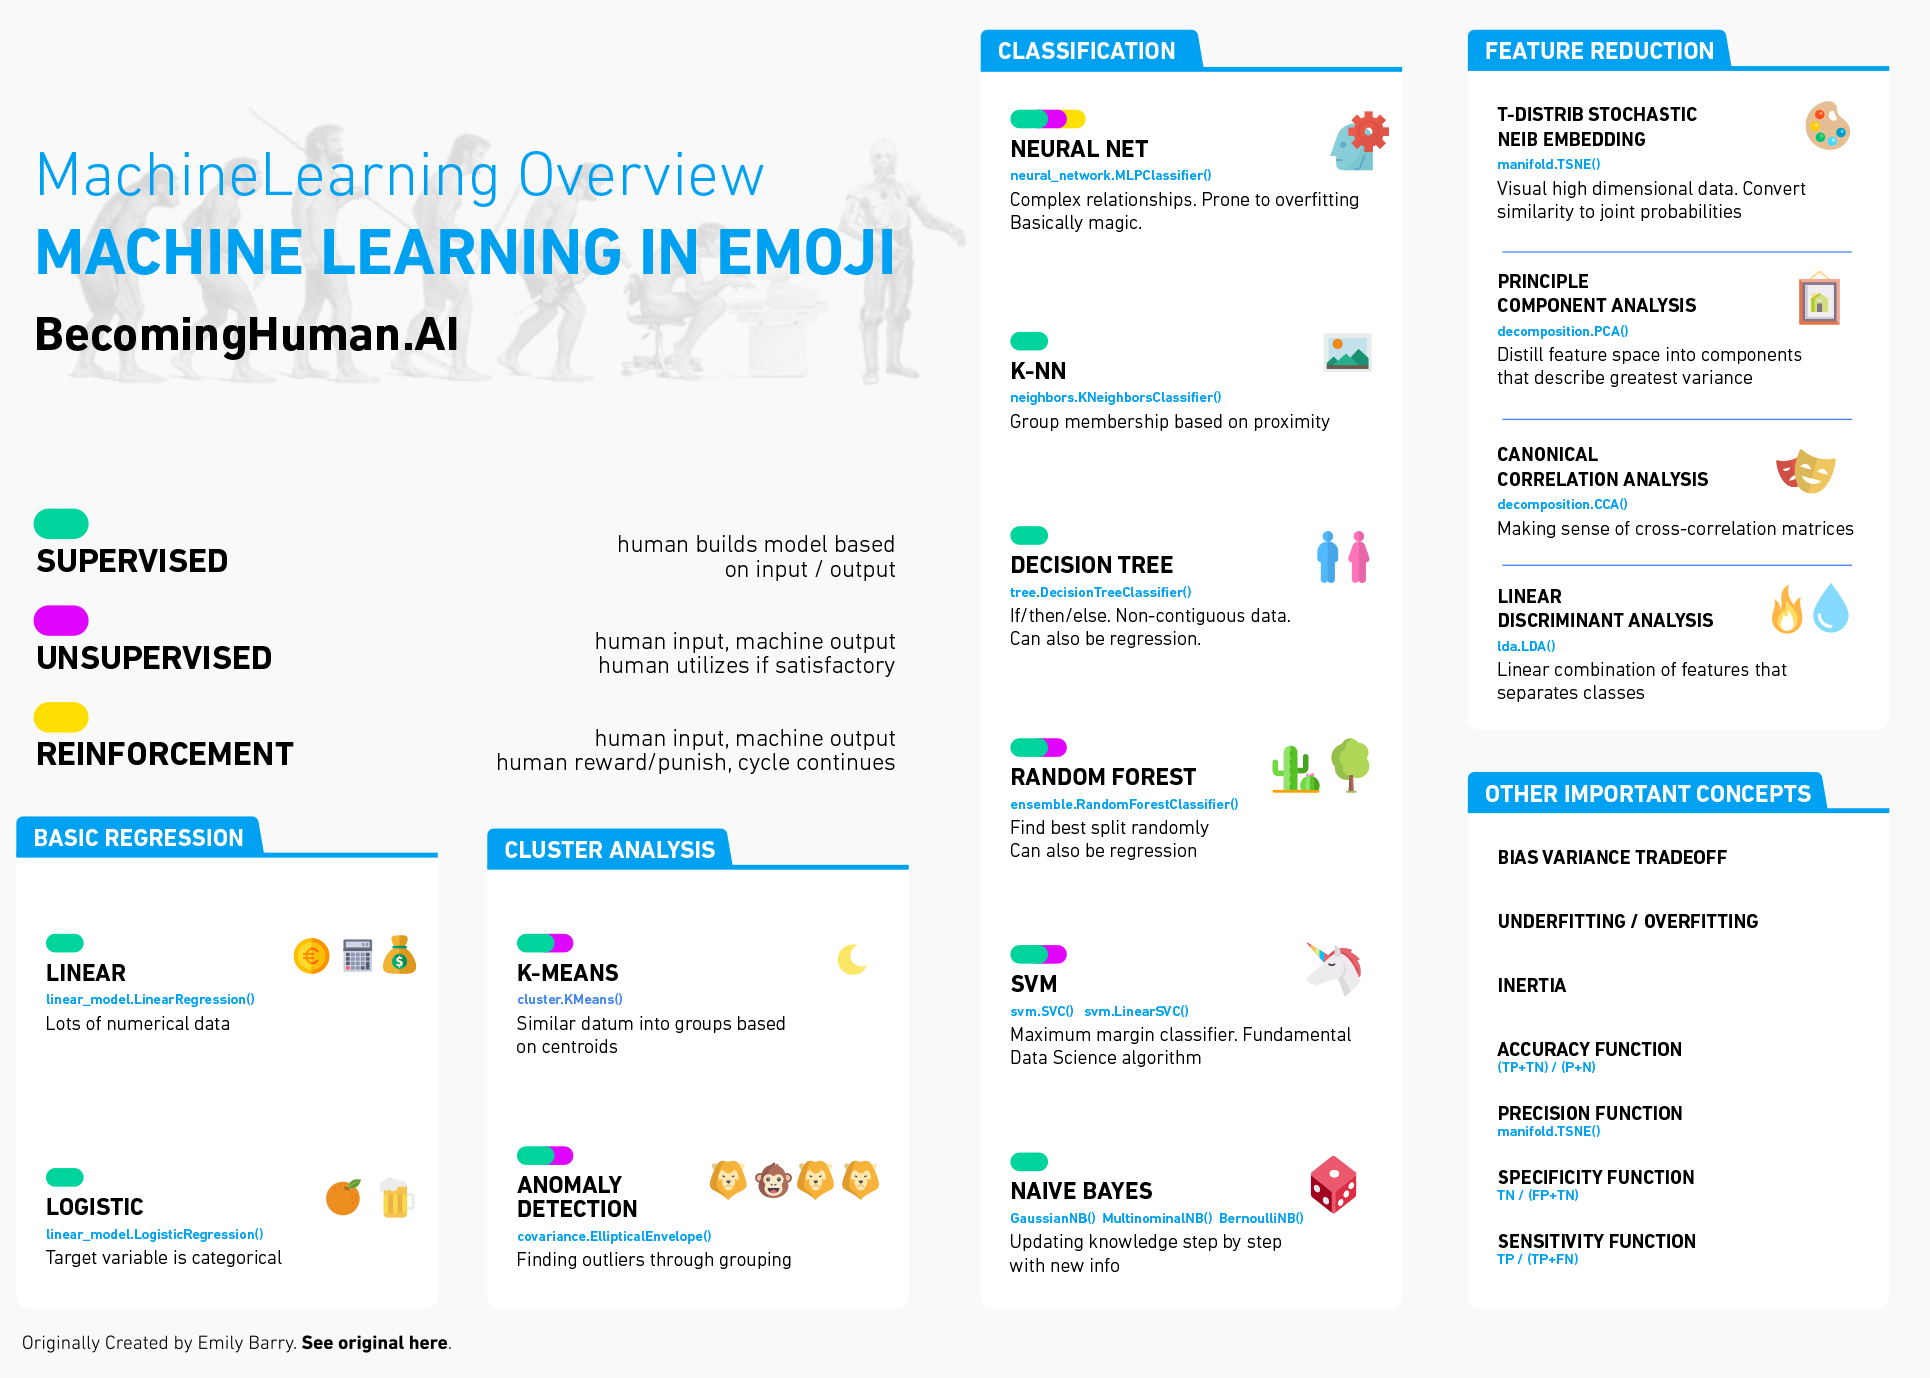 MachineLearning Overview
MACHINE LEARNING IN EMOJI
BecomingHuman.AI
SUPERVISED
human builds model based
on input / output
UNSUPERVISED
human input, machine output
human utilizes if satisfactory
REINFORCEMENT
human input, machine output
human reward/punish, cycle continues
BASIC REGRESSION
LINEAR
linear_model.LinearRegression()
Lots of numerical data
LOGISTIC
linear_model.LogisticRegression()
Target variable is categorical
CLUSTER ANALYSIS
K-MEANS
cluster.KMeans()
Similar datum into groups based
on centroids
ANOMALY
DETECTION
covariance.EllipticalEnvelope()
Finding outliers through grouping
CLASSIFICATION
NEURAL NET
neural_network.MLPClassifier()
Complex relationships. Prone to overfitting
Basically magic.
K-NN
neighbors.KNeighborsClassifier()
Group membership based on proximity
DECISION TREE
tree.DecisionTreeClassifier()
If/then/else. Non-contiguous data.
Can also be regression.
RANDOM FOREST
ensemble.RandomForestClassifier()
Find best split randomly
Can also be regression
SVM
svm.SVC() svm.LinearSVC()
Maximum margin classifier. Fundamental
Data Science algorithm
NAIVE BAYES
GaussianNB() MultinominalNB() BernoulliNB()
Updating knowledge step by step
with new info
FEATURE REDUCTION
T-DISTRIB STOCHASTIC
NEIB EMBEDDING
manifold.TSNE()
Visual high dimensional data. Convert
similarity to joint probabilities
PRINCIPLE
COMPONENT ANALYSIS
decomposition.PCA()
Distill feature space into components
that describe greatest variance
CANONICAL
CORRELATION ANALYSIS
decomposition.CCA()
Making sense of cross-correlation matrices
LINEAR
DISCRIMINANT ANALYSIS
lda.LDA()
Linear combination of features that
separates classes
OTHER IMPORTANT CONCEPTS
BIAS VARIANCE TRADEOFF
UNDERFITTING / OVERFITTING
INERTIA
ACCURACY FUNCTION
(TP+TN) / (P+N)
PRECISION FUNCTION
manifold.TSNE()
SPECIFICITY FUNCTION
TN / (FP+TN)
SENSITIVITY FUNCTION
TP / (TP+FN)
Originally Created by Emily Barry. See original here.